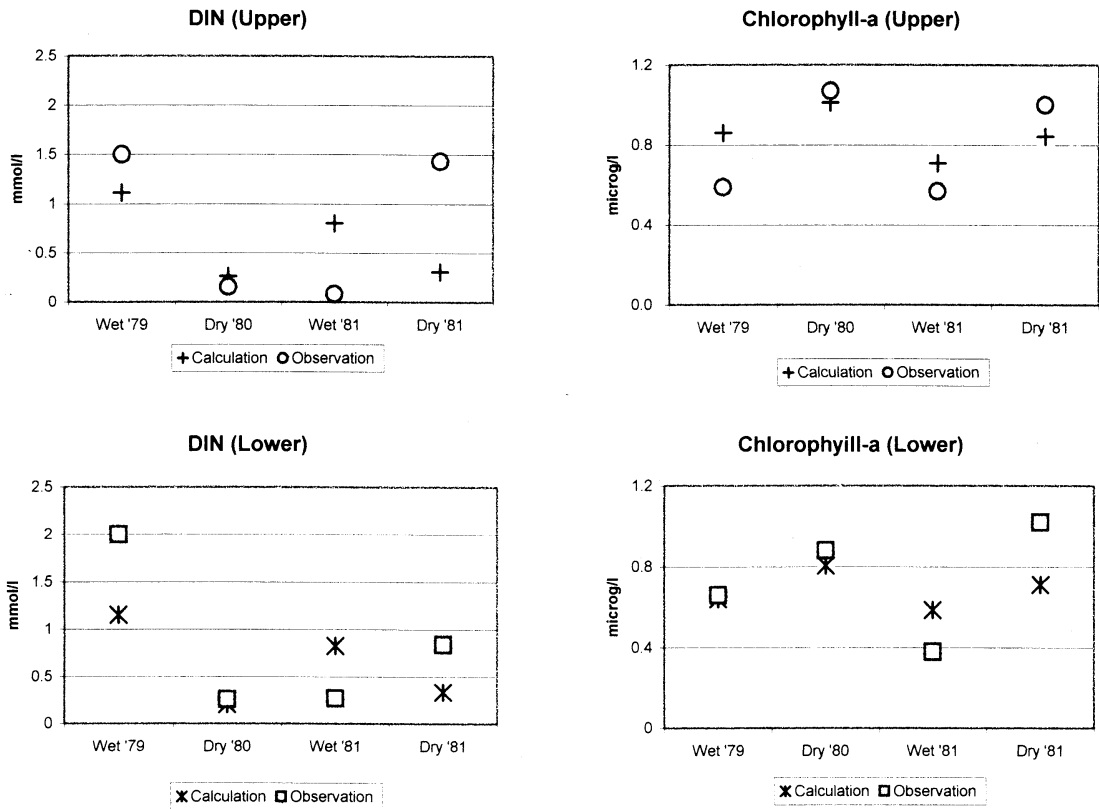 DIN (Upper)
2.5
2
1.5
1
0.5
0
mmol/l
Wet '79 Dry '80 Wet '81 Dry '81
Calculation Observation
Chlorophyll-a (Upper)
1.2
0.8
0.4
0.0
microg/l
Wet '79 Dry '80 Wet '81 Dry '81
Calculation Observation
DIN (Lower)
2.5
2
1.5
1
0.5
0
mmol/l
Wet '79 Dry '80 Wet '81 Dry '81
Calculation Observation
Chlorophyill-a (Lower)
1.2
0.8
0.4
0
microg/l
Wet '79 Dry '80 Wet '81 Dry '81
Calculation Observation